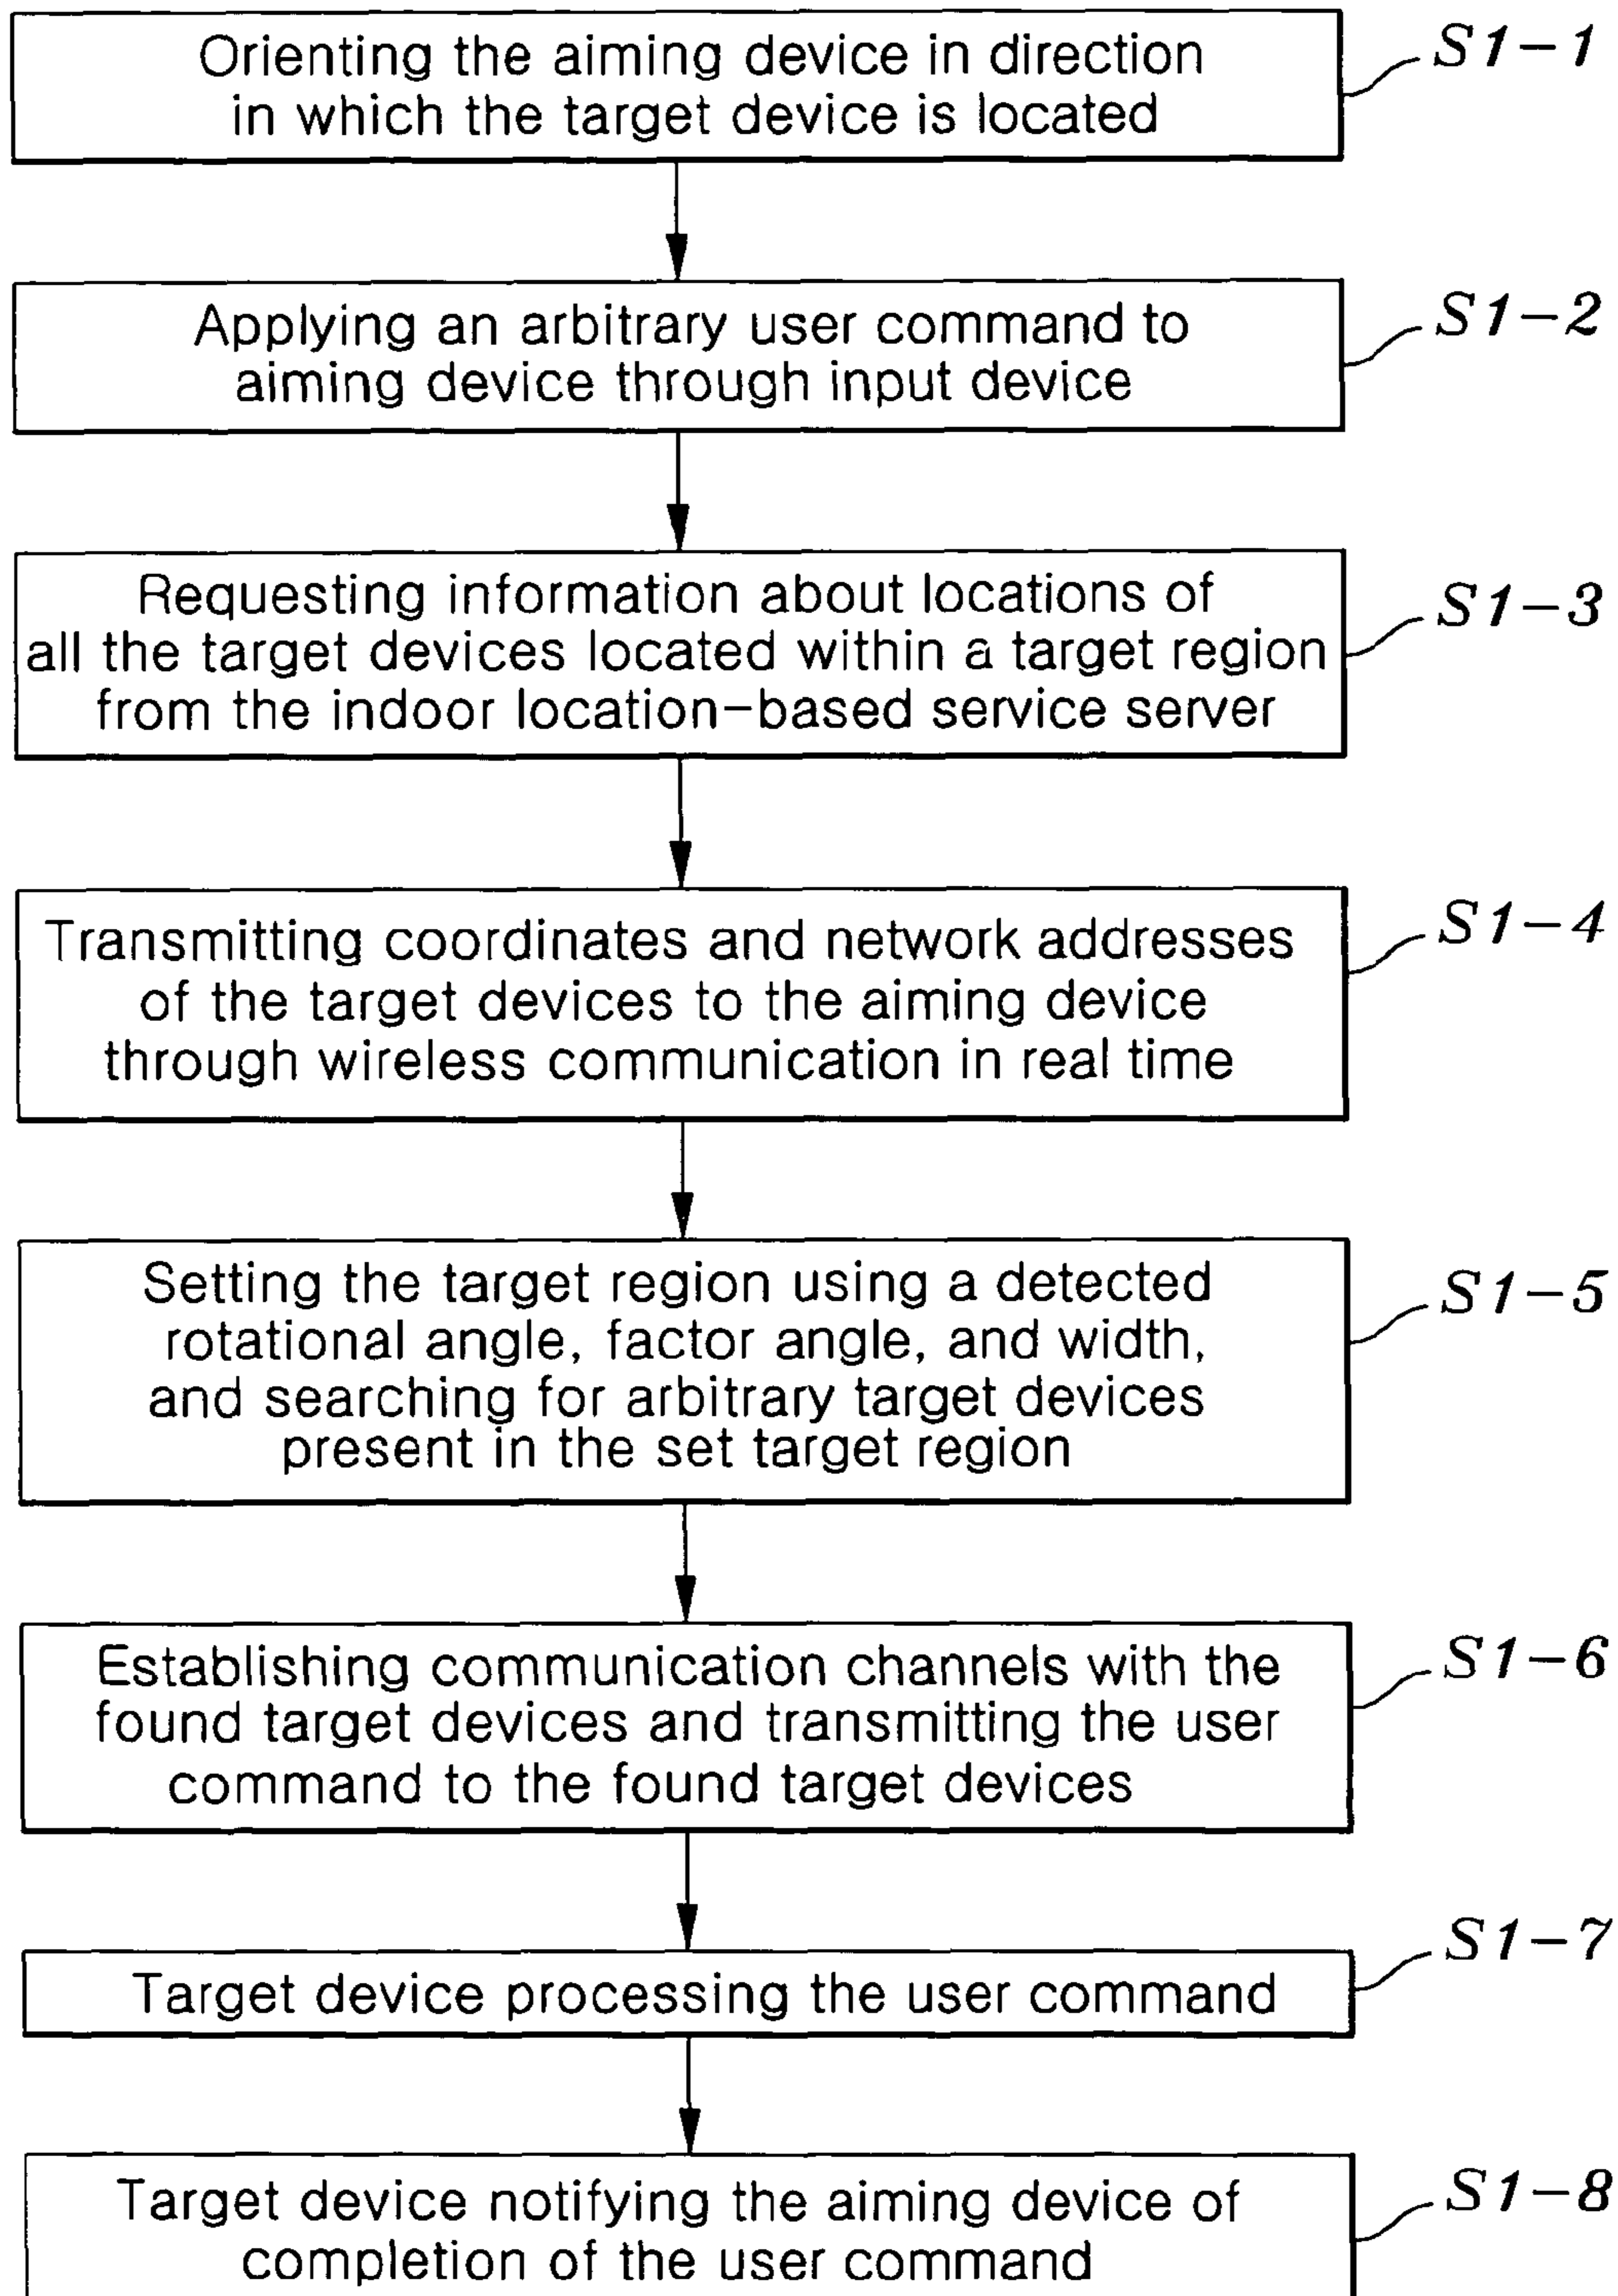 Orienting the aiming device in direction
in which the target device is located
S1-1
Applying an arbitrary user command to
aiming device through input device
S1-2
Requesting information about locations of
all the target devices located within a target region
from the indoor location-based service server
S1-3
Transmitting coordinates and network addresses
of the target devices to the aiming device
through wireless communication in real time
S1-4
Setting the target region using a detected
rotational angle, factor angle, and width,
and searching for arbitrary target devices
present in the set target region
S1-5
Establishing communication channels with the
found target devices and transmitting the user
command to the found target devices
S1-6
Target device processing the user command
S1-7
Target device notifying the aiming device of
completion of the user command
S1-8